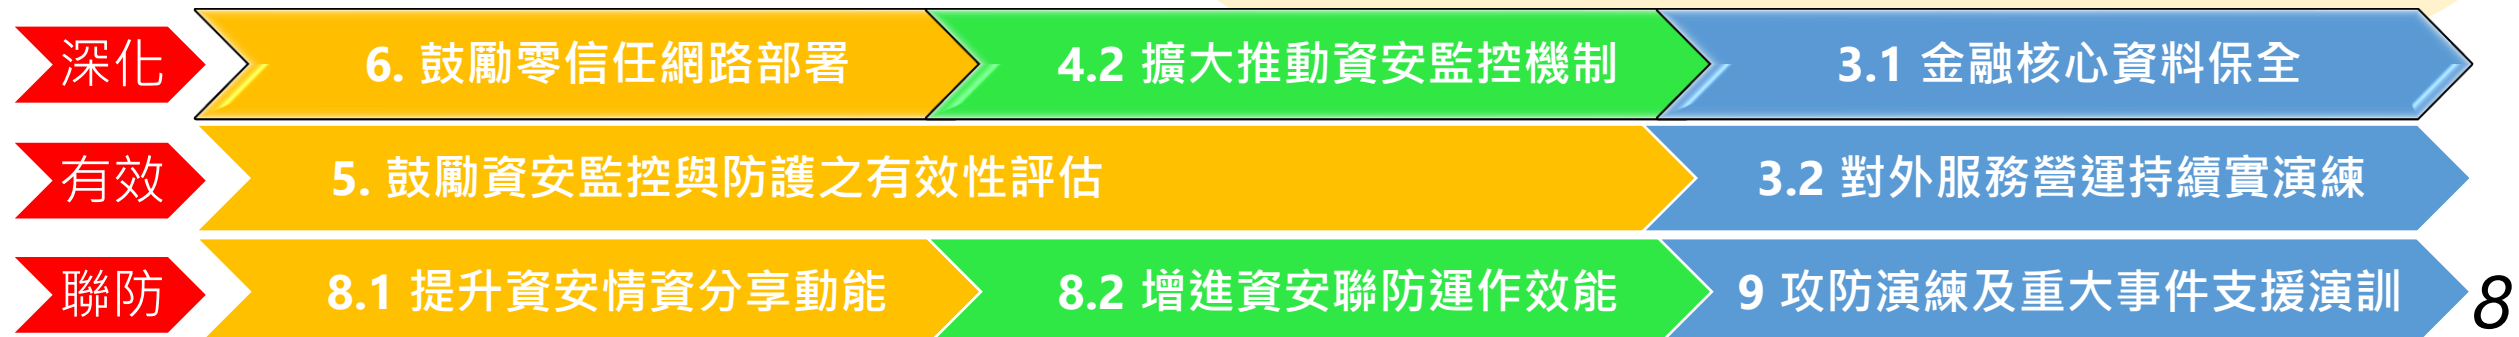 深化 6. 鼓勵零信任網路部署 4.2 擴大推動資安監控機制 3.1 金融核心資料保全
有效 5. 鼓勵資安監控與防護之有效性評估 3.2 對外服務營運持續實演練
聯防 8.1 提升資安情資分享動能 8.2 增進資安聯防運作效能 9 攻防演練及重大事件支援演訓
8